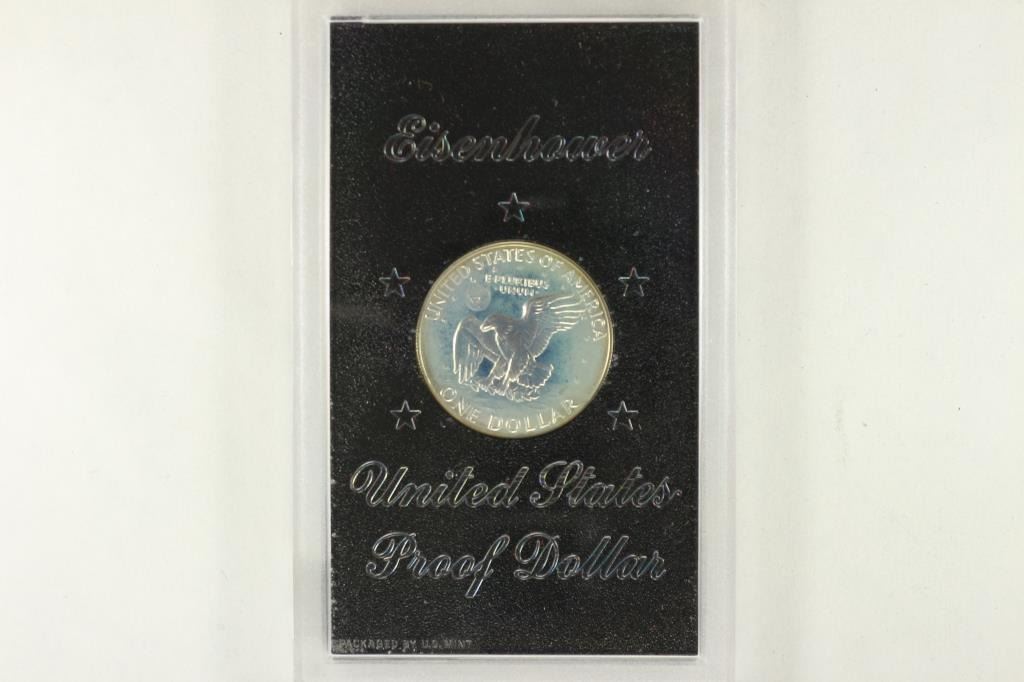 Eisenhower
UNITED STATES OF AMERICA
E PLURIBUS
UNUM
ONE DOLLAR
United States
Proof Dollar
PACKAGED BY U.S. MINT